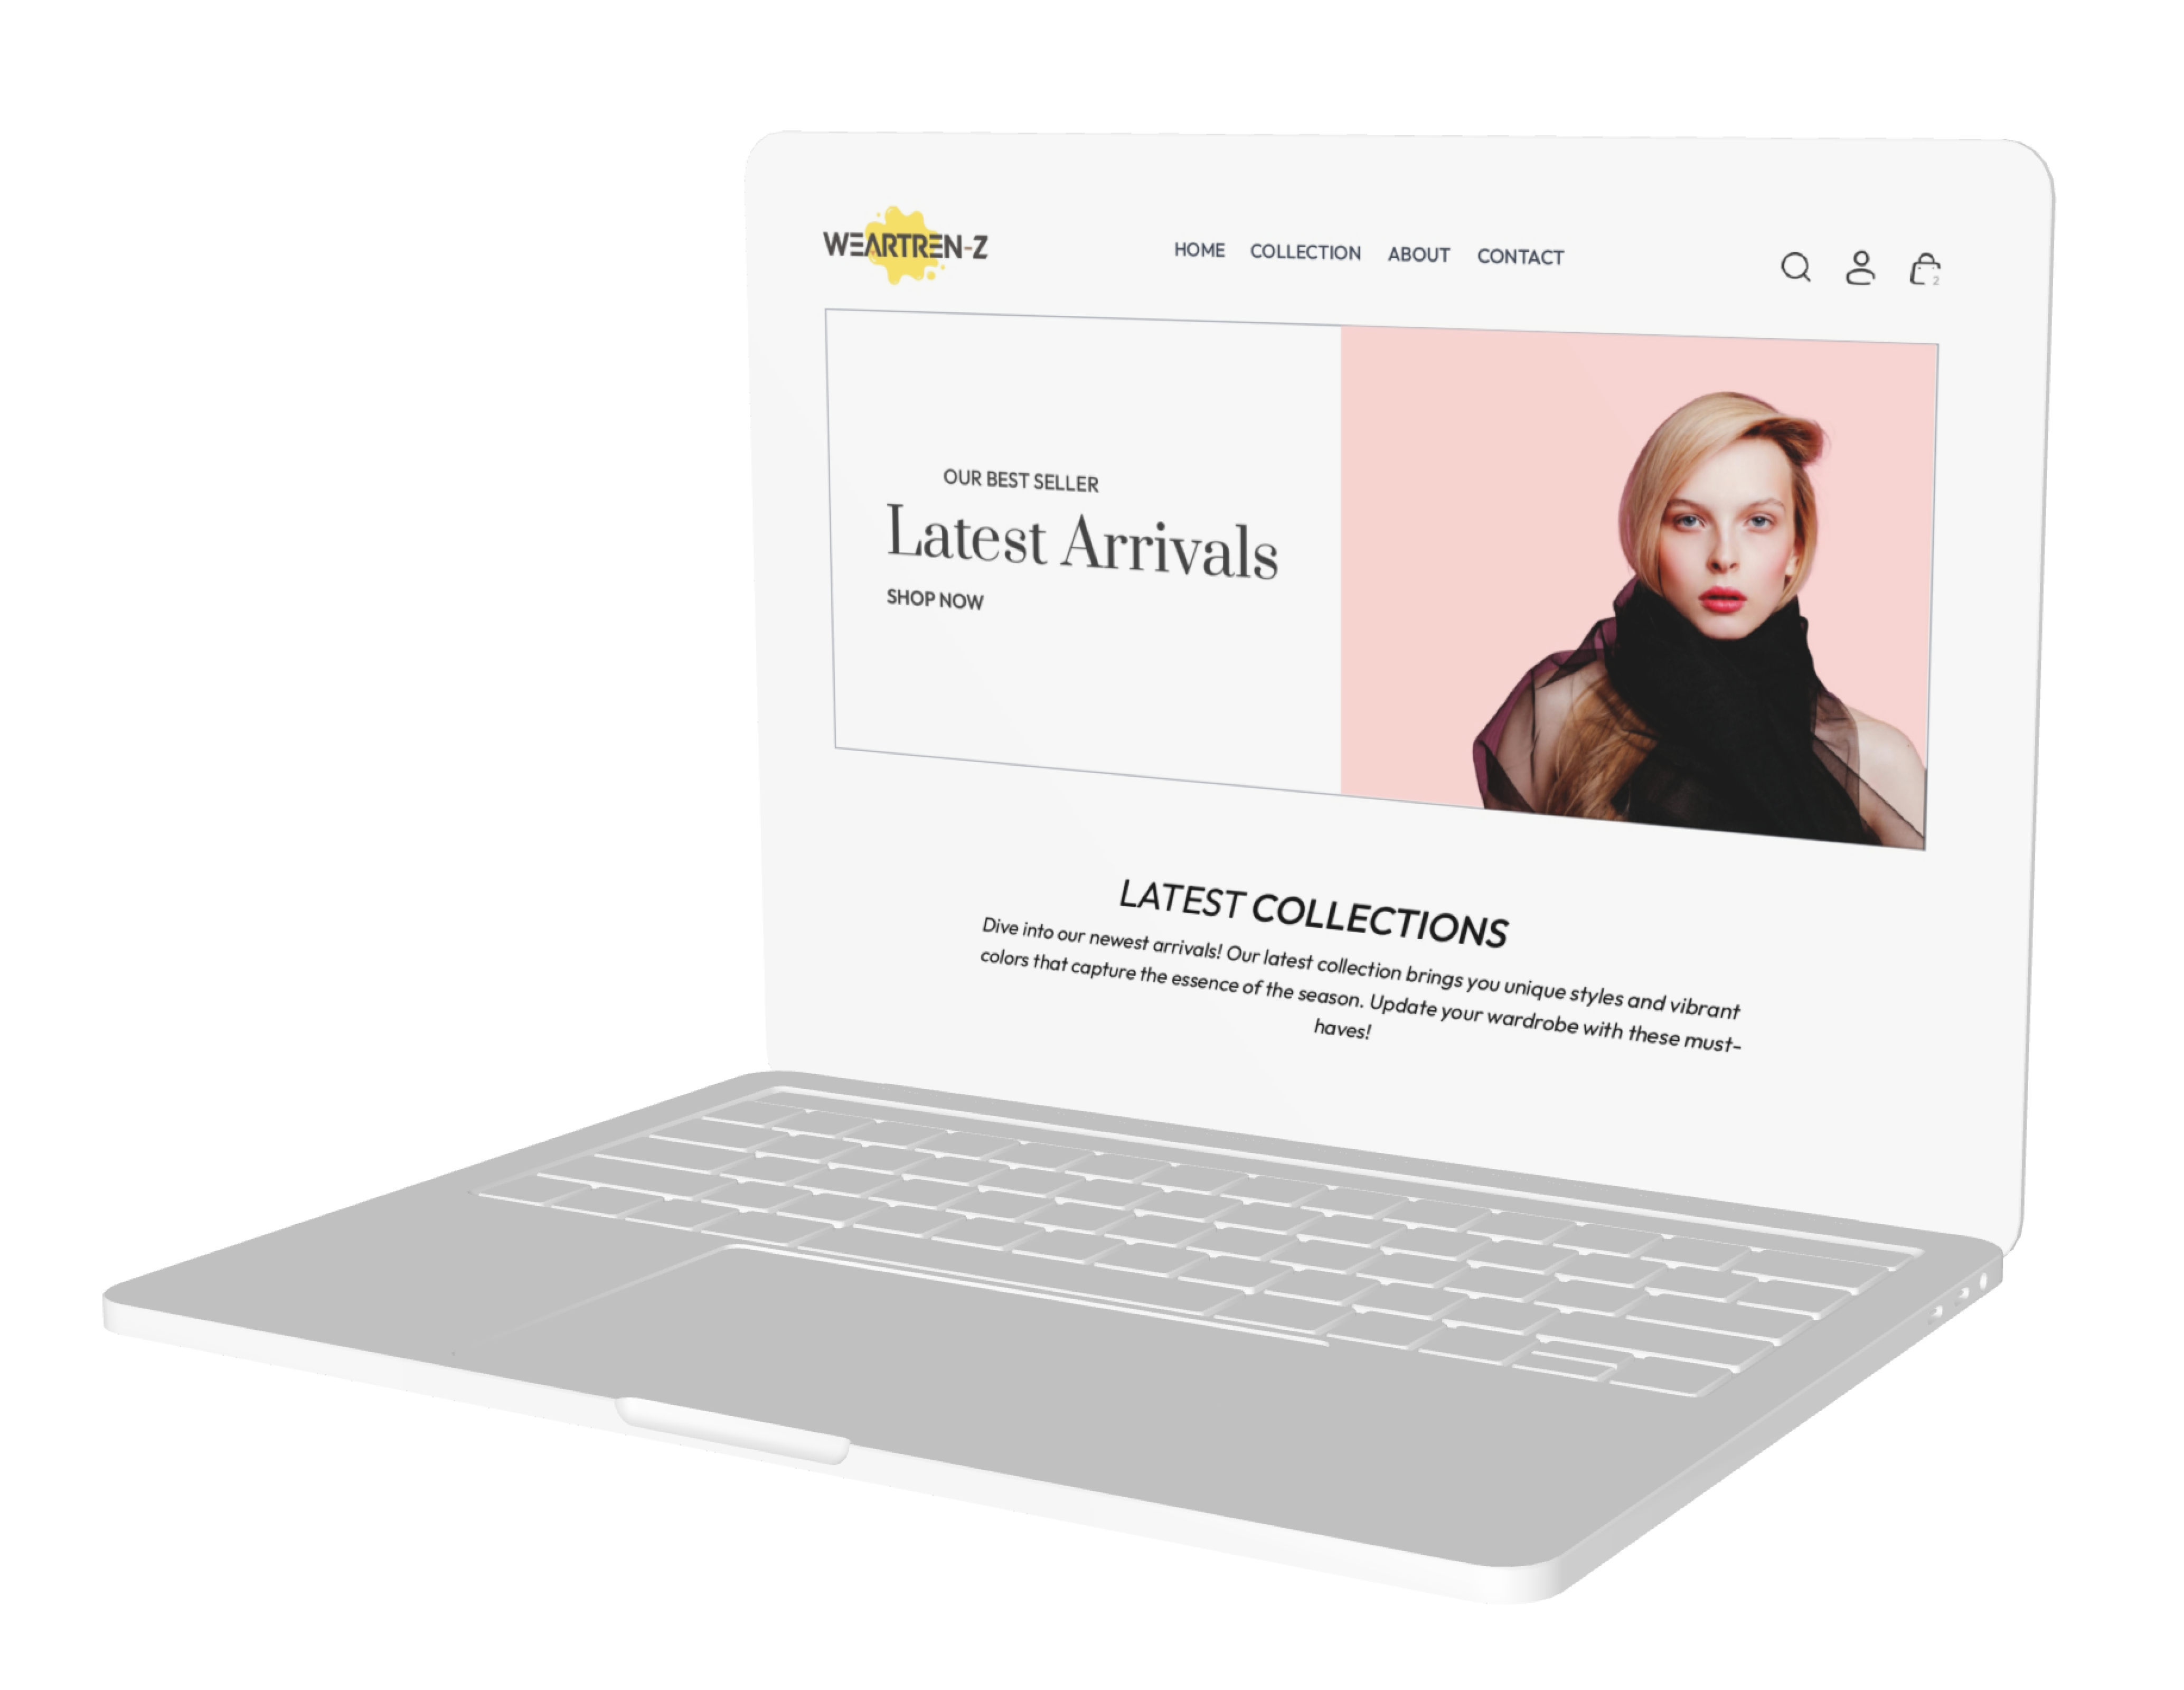 WEARTREN-Z
HOME COLLECTION ABOUT CONTACT
2
OUR BEST SELLER
Latest Arrivals
SHOP NOW
LATEST COLLECTIONS
Dive into our newest arrivals! Our latest collection brings you unique styles and vibrant
colors that capture the essence of the season. Update your wardrobe with these must-
haves!